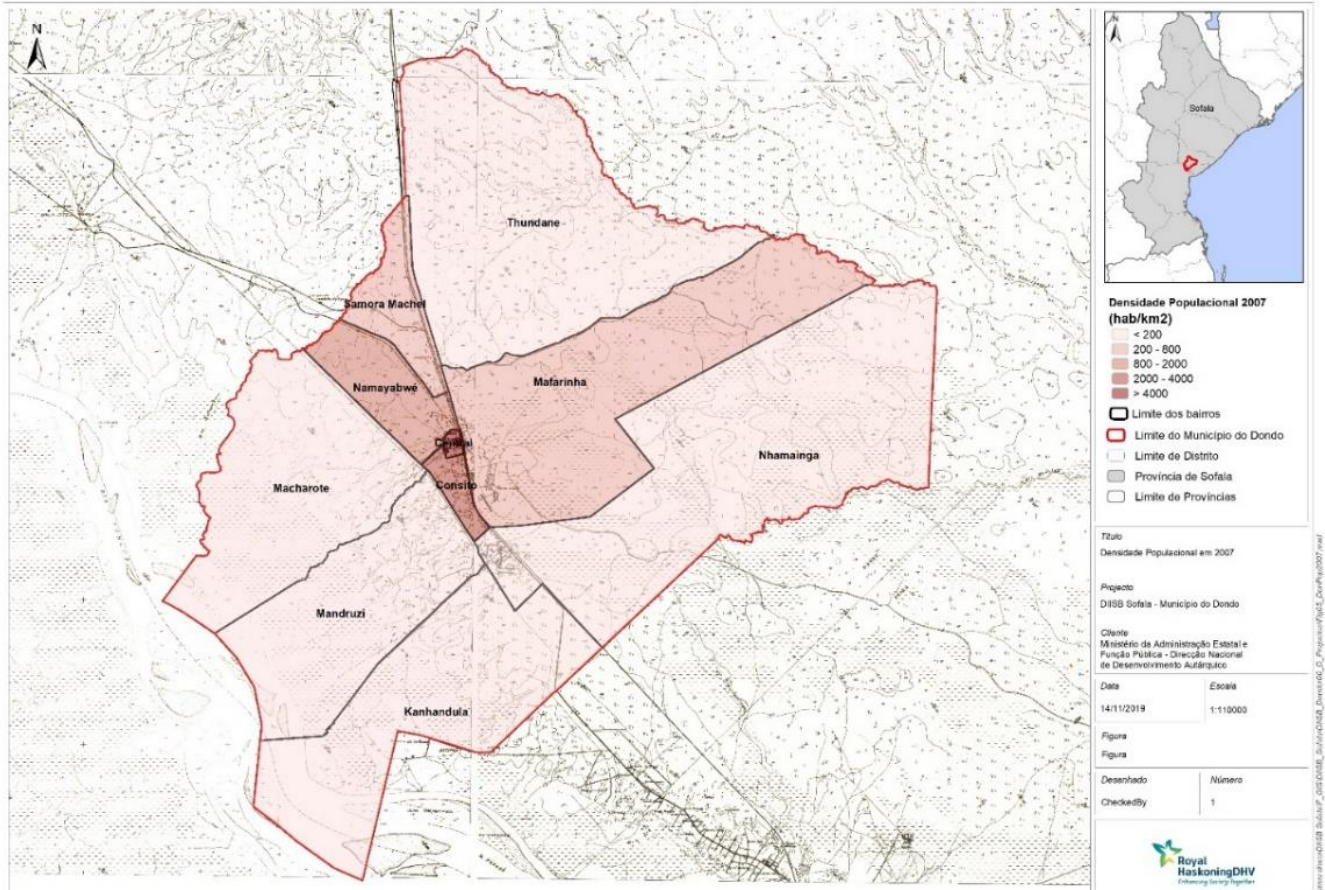 N
Thundane
Samora Machel
Namayabwe
Mafarinha
Central
Consito
Nhamainga
Macharote
Mandruzi
Kanhandula
N
Sofala
Densidade Populacional 2007
(hab/km2)
< 200
200 - 800
800 - 2000
2000 - 4000
> 4000
Limite dos bairros
Limite do Município do Dondo
Limite de Distrito
Província de Sofala
Limite de Províncias
Título
Densidade Populacional em 2007
Projecto
DIISB Sofala - Município do Dondo
Cliente
Ministério da Administração Estatal e
Função Pública - Direcção Nacional
de Desenvolvimento Autárquico
Data
14/11/2019
Escala
1:110000
Figura
Figura
Desenhado
CheckedBy
Número
1
Royal
HaskoningDHV
Enhancing Society Together